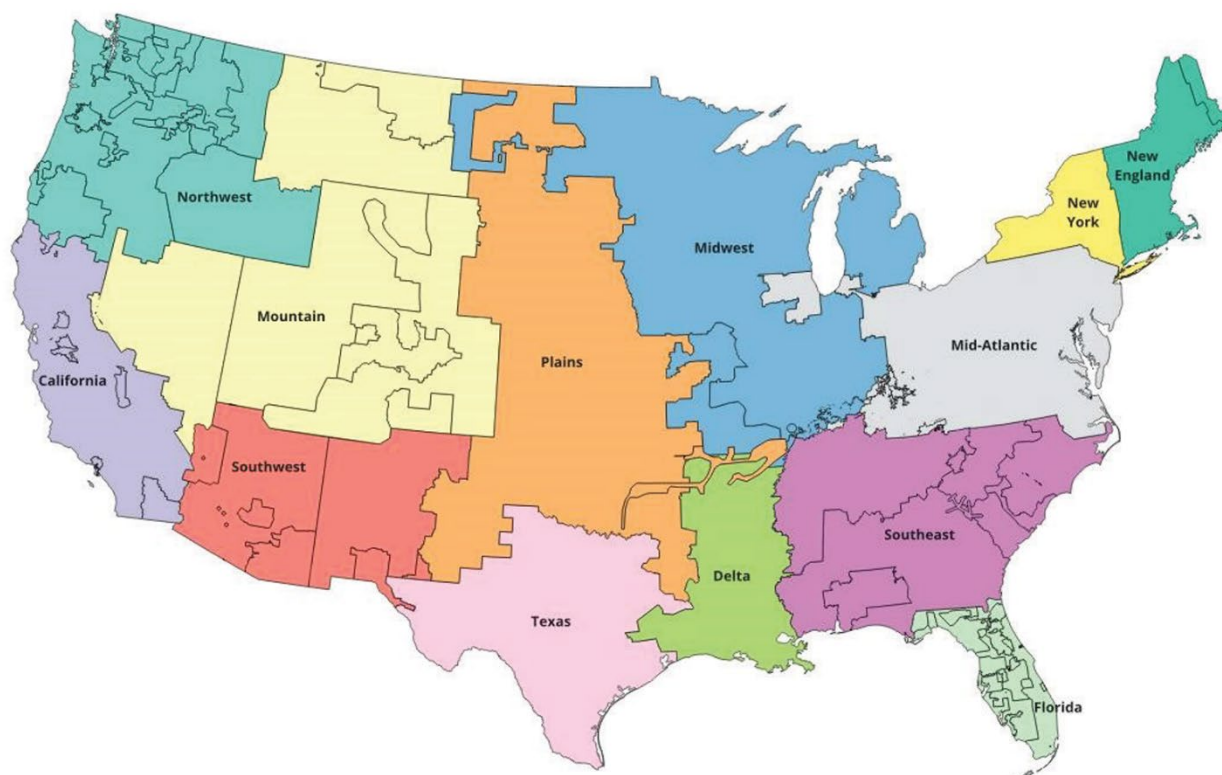 New
England
New
York
Northwest
Midwest
Mountain
Mid-Atlantic
Plains
California
Southwest
Southeast
Delta
Texas
Florida